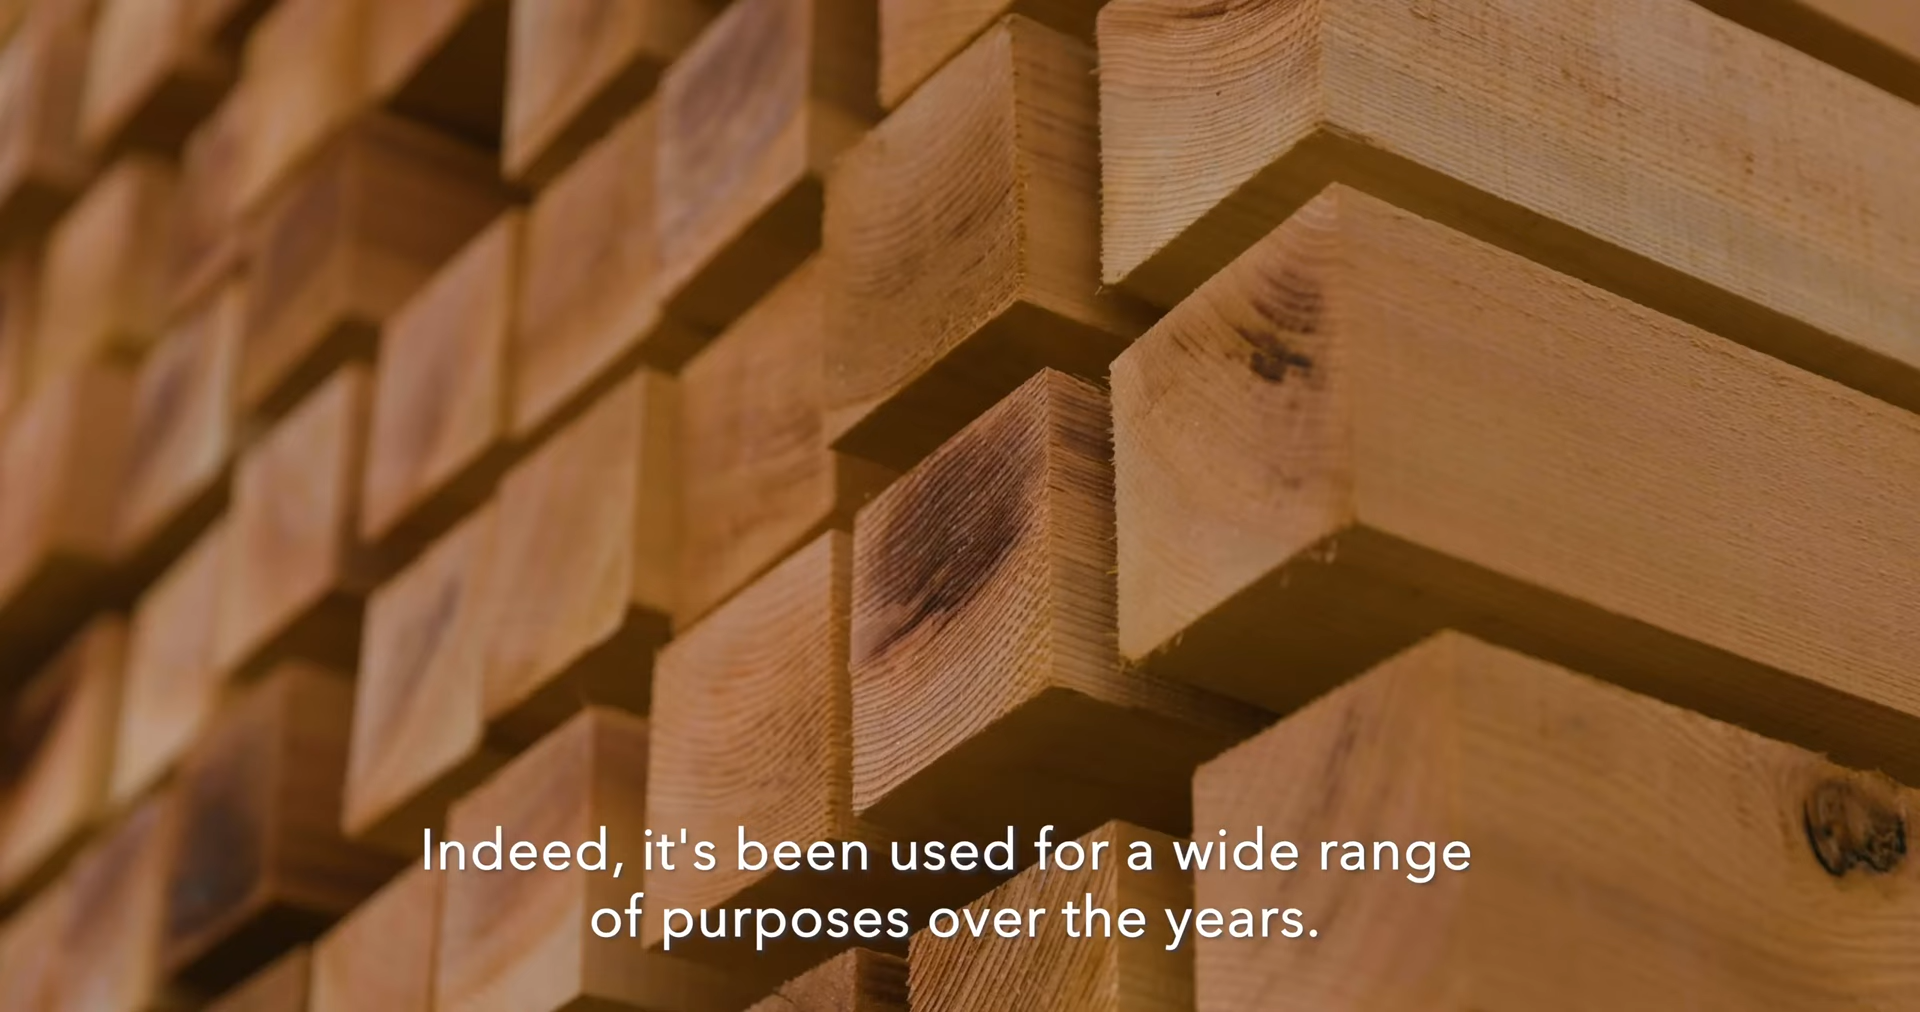 Indeed, it's been used for a wide range
of purposes over the years.